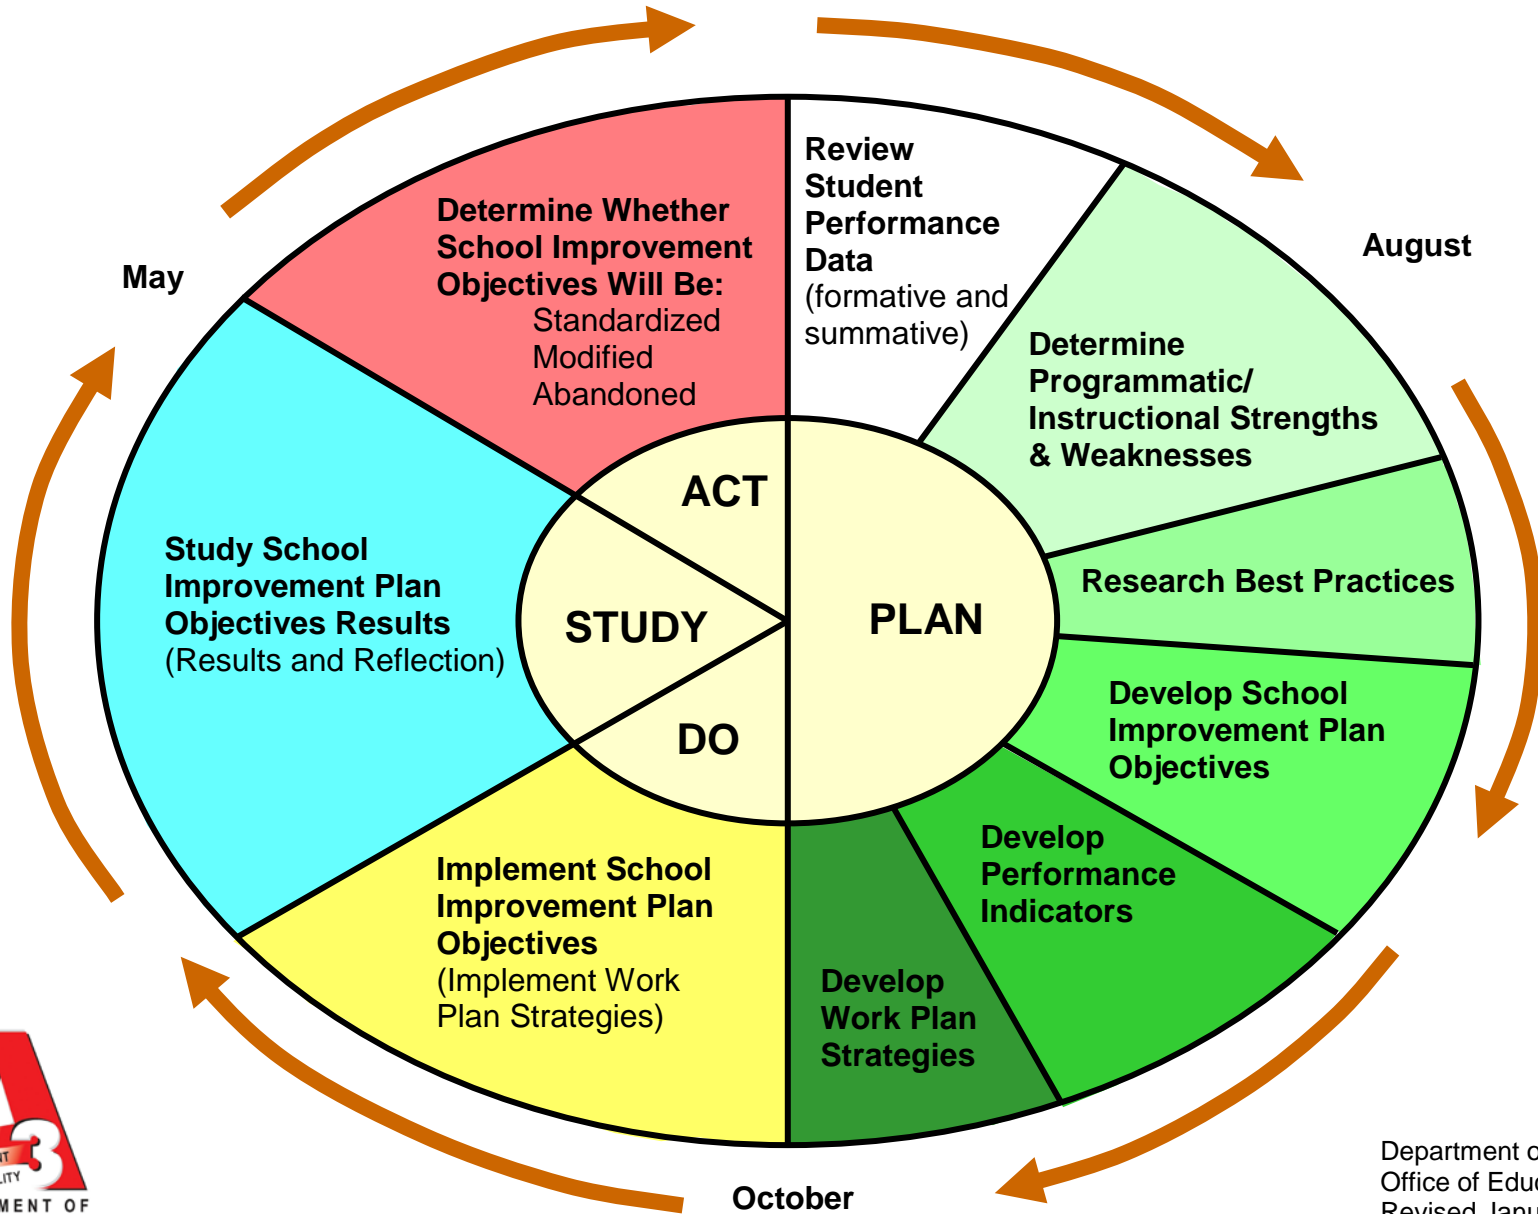 Review
Student
Performance
Data
(formative and
summative)
August
Determine
Programmatic/
Instructional Strengths
& Weaknesses
Research Best Practices
Develop School
Improvement Plan
Objectives
Develop
Performance
Indicators
Develop
Work Plan
Strategies
October
Implement School
Improvement Plan
Objectives
(Implement Work
Plan Strategies)
Study School
Improvement Plan
Objectives Results
(Results and Reflection)
May
Determine Whether
School Improvement
Objectives Will Be:
Standardized
Modified
Abandoned
ACT
STUDY
PLAN
DO
3
OF
Department
Office of
Revised